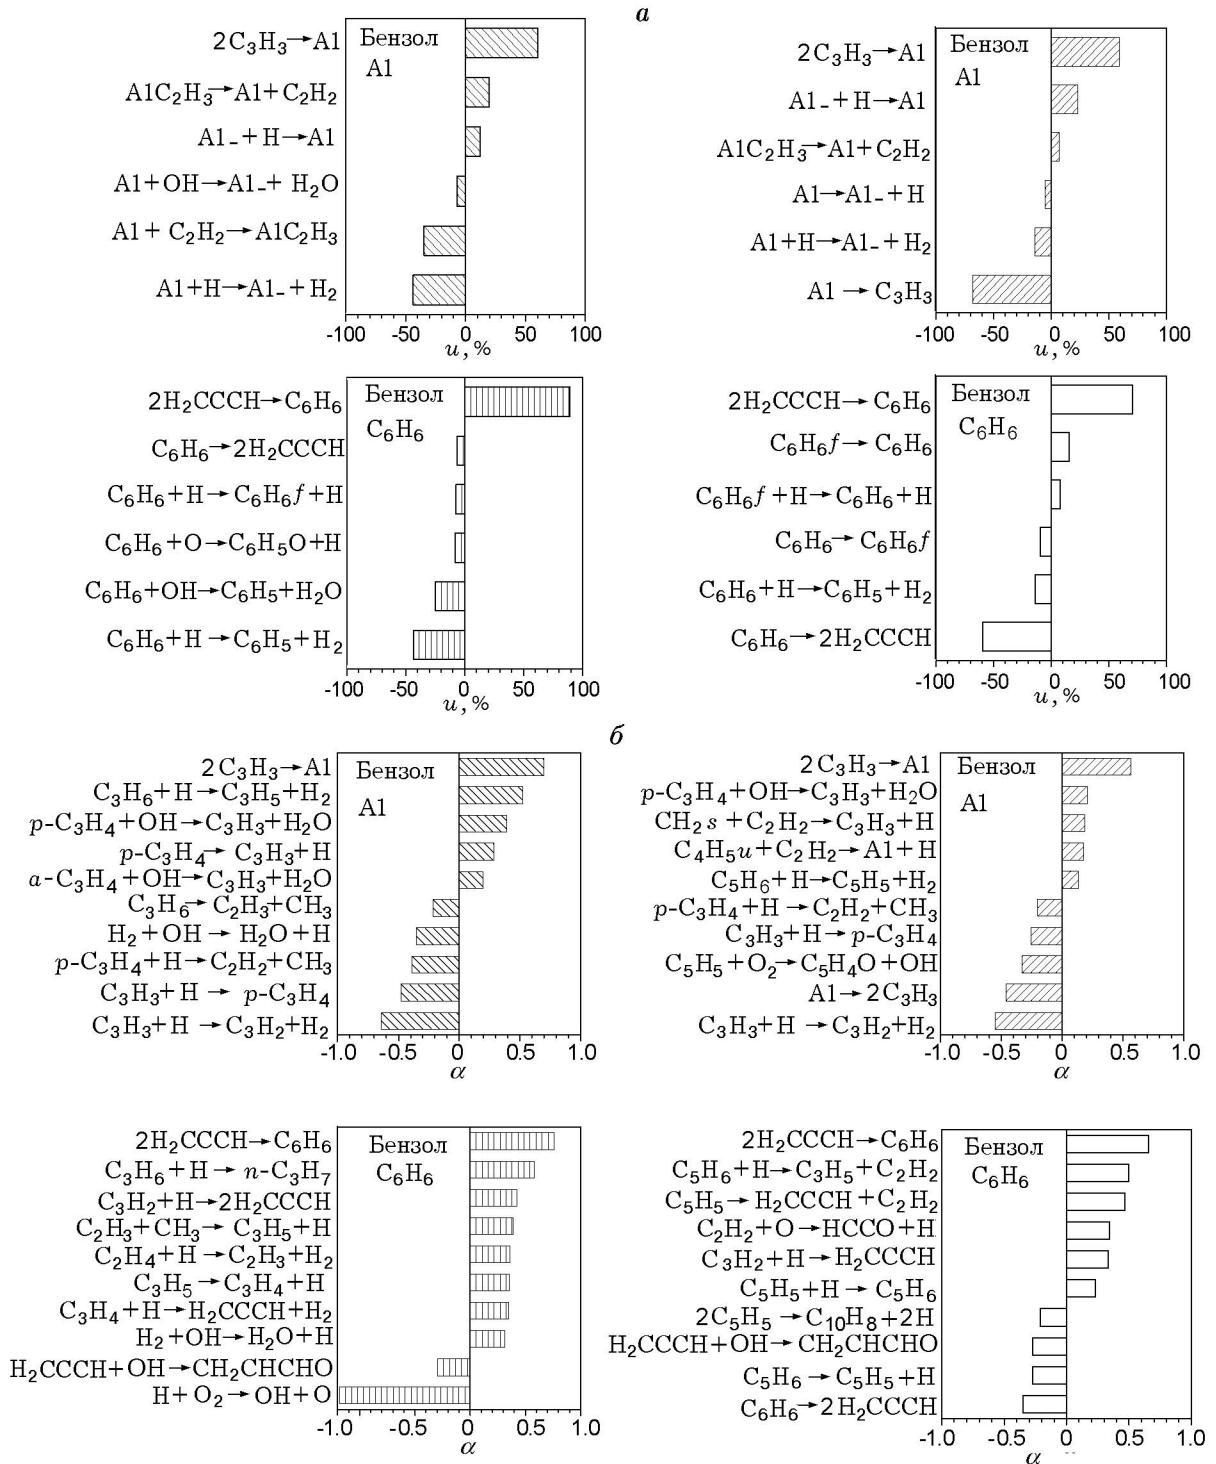 а
2C₃H₃→A1
A1C₂H₃→A1+C₂H₂
A1₋+H→A1
A1+OH→A1₋+H₂O
A1+C₂H₂→A1C₂H₃
A1+H→A1₋+H₂
Бензол
A1
-100 -50 0 50 100
u, %
2C₃H₃→A1
A1₋+H→A1
A1C₂H₃→A1+C₂H₂
A1→A1₋+H
A1+H→A1₋+H₂
A1→C₃H₃
Бензол
A1
-100 -50 0 50 100
u, %
2H₂CCCH→C₆H₆
C₆H₆→2H₂CCCH
C₆H₆+H→C₆H₆f+H
C₆H₆+O→C₆H₅O+H
C₆H₆+OH→C₆H₅+H₂O
C₆H₆+H→C₆H₅+H₂
Бензол
C₆H₆
-100 -50 0 50 100
u, %
2H₂CCCH→C₆H₆
C₆H₆f→C₆H₆
C₆H₆f+H→C₆H₆+H
C₆H₆→C₆H₆f
C₆H₆+H→C₆H₅+H₂
C₆H₆→2H₂CCCH
Бензол
C₆H₆
-100 -50 0 50 100
u, %
б
2C₃H₃→A1
C₃H₆+H→C₃H₅+H₂
p-C₃H₄+OH→C₃H₃+H₂O
p-C₃H₄→C₃H₃+H
a-C₃H₄+OH→C₃H₃+H₂O
C₃H₆→C₂H₃+CH₃
H₂+OH→H₂O+H
p-C₃H₄+H→C₂H₂+CH₃
C₃H₃+H→p-C₃H₄
C₃H₃+H→C₃H₂+H₂
Бензол
A1
-1.0 -0.5 0 0.5 1.0
α
2C₃H₃→A1
p-C₃H₄+OH→C₃H₃+H₂O
CH₂s+C₂H₂→C₃H₃+H
C₄H₅u+C₂H₂→A1+H
C₅H₆+H→C₅H₅+H₂
p-C₃H₄+H→C₂H₂+CH₃
C₃H₃+H→p-C₃H₄
C₅H₅+O₂→C₅H₄O+OH
A1→2C₃H₃
C₃H₃+H→C₃H₂+H₂
Бензол
A1
-1.0 -0.5 0 0.5 1.0
α
2H₂CCCH→C₆H₆
C₃H₆+H→n-C₃H₇
C₃H₂+H→2H₂CCCH
C₂H₃+CH₃→C₃H₅+H
C₂H₄+H→C₂H₃+H₂
C₃H₅→C₃H₄+H
C₃H₄+H→H₂CCCH+H₂
H₂+OH→H₂O+H
H₂CCCH+OH→CH₂CHCHO
H+O₂→OH+O
Бензол
C₆H₆
-1.0 -0.5 0 0.5 1.0
α
2H₂CCCH→C₆H₆
C₅H₆+H→C₃H₅+C₂H₂
C₅H₅→H₂CCCH+C₂H₂
C₂H₂+O→HCCO+H
C₃H₂+H→H₂CCCH
C₅H₅+H→C₅H₆
2C₅H₅→C₁₀H₈+2H
H₂CCCH+OH→CH₂CHCHO
C₅H₆→C₅H₅+H
C₆H₆→2H₂CCCH
Бензол
C₆H₆
-1.0 -0.5 0 0.5 1.0
α